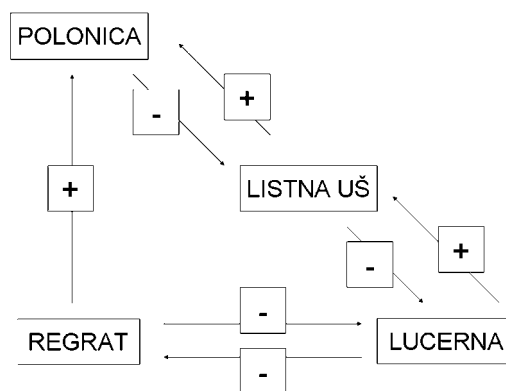 POLONICA
+
-
+
LISTNA UŠ
+
-
-
REGRAT
LUCERNA
-